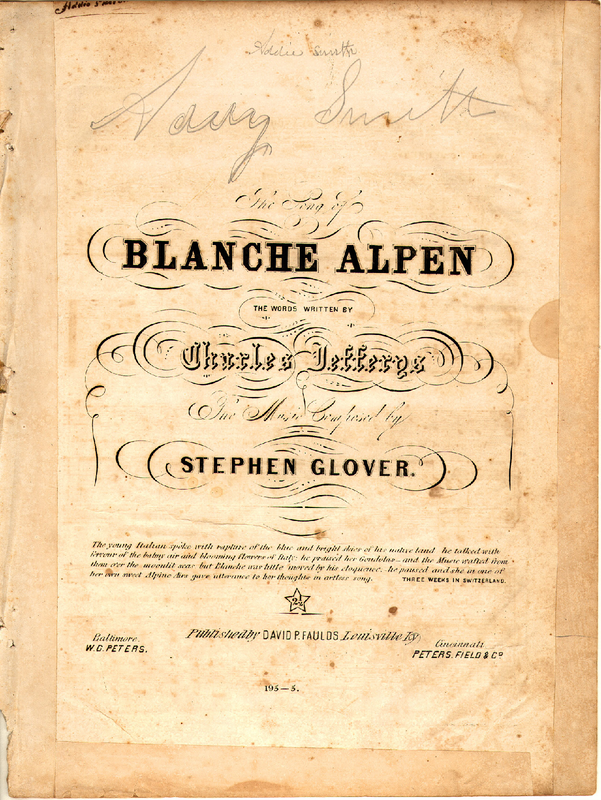 Addie Smith
Addie Smith
Addy Smith
The Song of
BLANCHE ALPEN
THE WORDS WRITTEN BY
Charles Jefferys
The Music Composed by
STEPHEN GLOVER.
The young Italian spoke with rapture of the blue and bright skies of his native land he talked with
fervour of the balmy air and blooming flowers of Italy: he praised her Gondolas — and the Music wafted from
them o'er the moonlit seas but Blanche was little moved by his eloquence. he paused and she in one of
her own sweet Alpine Airs gave utterance to her thoughts in artless song. THREE WEEKS IN SWITZERLAND.
2½
Baltimore
W.C. PETERS.
Published by DAVID P. FAULDS, Louisville Ky
Cincinnati
PETERS, FIELD & Co
195—5.